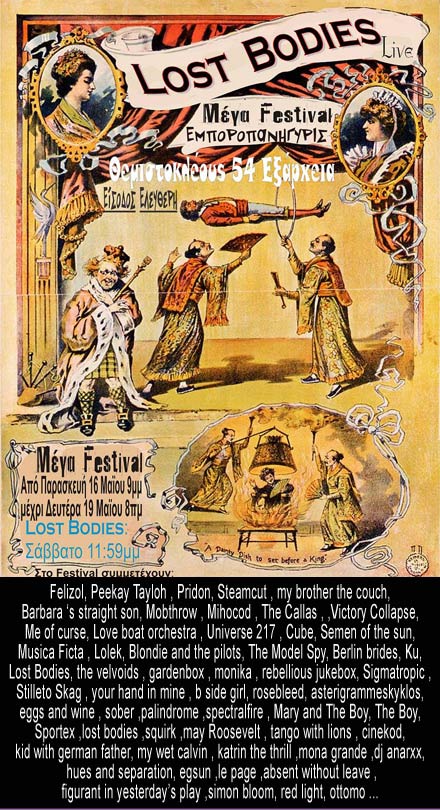 LOST BODIES Live
Μέγα Festival
ΕΜΠΟΡΟΠΑΝΗΓΥΡΙΣ
Θεμιστοκλέους 54 Εξαρχεια
ΕΙΣΟΔΟΣ ΕΛΕΥΘΕΡΗ
Μέγα Festival
Από Παρασκευή 16 Μαΐου 9μμ
μέχρι Δευτέρα 19 Μαΐου 8πμ
LOST BODIES:
Σάββατο 11:59μμ
A Dainty Dish to set before a King.
Στο Festival συμμετέχουν:
Felizol, Peekay Tayloh , Pridon, Steamcut , my brother the couch,
Barbara 's straight son, Mobthrow , Mihocod , The Callas , ,Victory Collapse,
Me of curse, Love boat orchestra , Universe 217 , Cube, Semen of the sun,
Musica Ficta , Lolek, Blondie and the pilots, The Model Spy, Berlin brides, Ku,
Lost Bodies, the velvoids , gardenbox , monika , rebellious jukebox, Sigmatropic ,
Stilleto Skag , your hand in mine , b side girl, rosebleed, asterigrammeskyklos,
eggs and wine , sober ,palindrome ,spectralfire , Mary and The Boy, The Boy,
Sportex ,lost bodies ,squirk ,may Roosevelt , tango with lions , cinekod,
kid with german father, my wet calvin , katrin the thrill ,mona grande ,dj anarxx,
hues and separation, egsun ,le page ,absent without leave ,
figurant in yesterday's play ,simon bloom, red light, ottomo ...